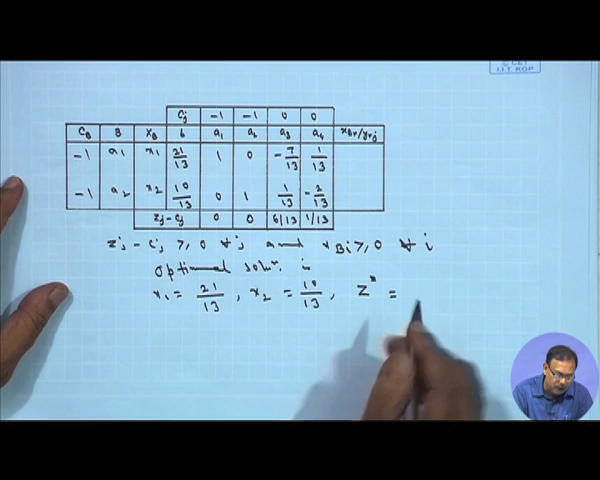 © CET
I.I.T. KGP
Cj -1 -1 0 0
CB B XB b a1 a2 a3 a4 xBr/yrj
-1 a1 x1 21/13 1 0 -7/13 1/13
-1 a2 x2 10/13 0 1 1/13 -2/13
zj - cj 0 0 6/13 1/13
zj - cj ≥, 0 ∀ j and xBi ≥, 0 ∀ i
Optimal soln. is
x1 = 21/13 , x2 = 10/13 , Z* =